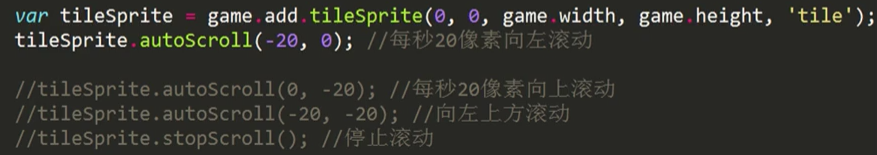 var tileSprite = game.add.tileSprite(0, 0, game.width, game.height, 'tile');
tileSprite.autoScroll(-20, 0); //每秒20像素向左滚动
//tileSprite.autoScroll(0, -20); //每秒20像素向上滚动
//tileSprite.autoScroll(-20, -20); //向左上方滚动
//tileSprite.stopScroll(); //停止滚动